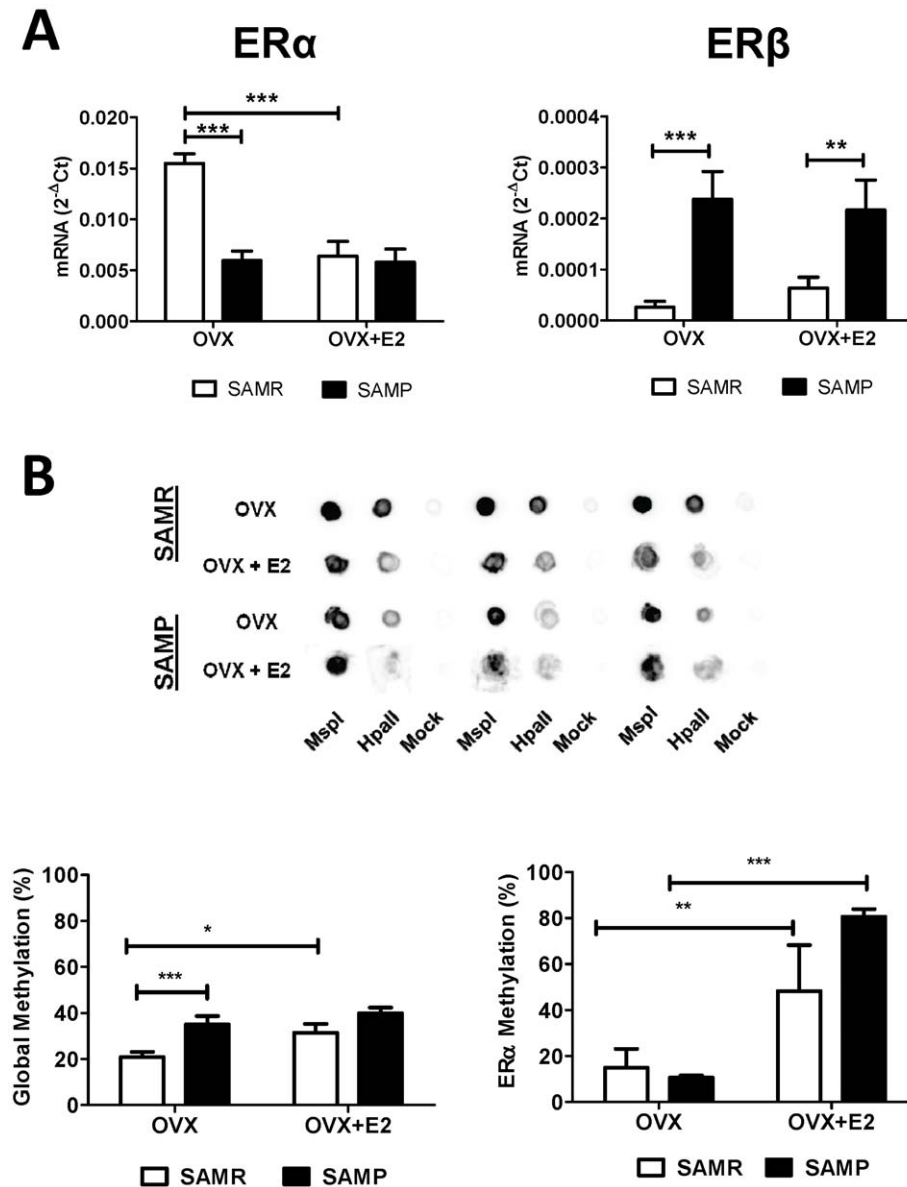 A
ERα
ERβ
mRNA (2-ΔCt)
0.020
0.015
0.010
0.005
0.000
***
***
OVX
OVX+E2
SAMR
SAMP
mRNA (2-ΔCt)
0.0004
0.0003
0.0002
0.0001
0.0000
***
**
OVX
OVX+E2
SAMR
SAMP
B
SAMR
OVX
OVX + E2
SAMP
OVX
OVX + E2
MspI
HpaII
Mock
MspI
HpaII
Mock
MspI
HpaII
Mock
Global Methylation (%)
100
80
60
40
20
0
*
***
OVX
OVX+E2
SAMR
SAMP
ERα Methylation (%)
100
80
60
40
20
0
***
**
OVX
OVX+E2
SAMR
SAMP